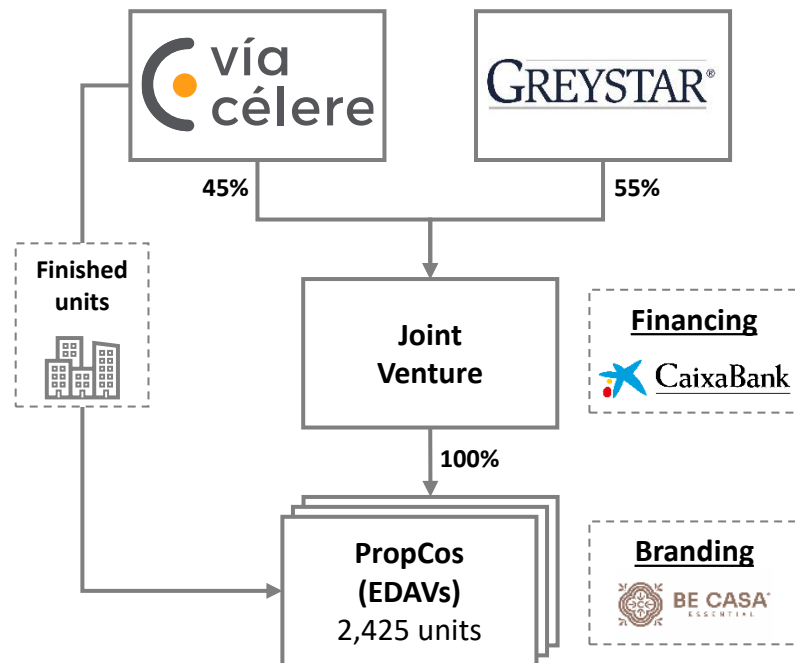 vía
célere
GREYSTAR®
45%
55%
Finished
units
Joint
Venture
Financing
CaixaBank
100%
PropCos
(EDAVs)
2,425 units
Branding
BE CASA
ESSENTIAL